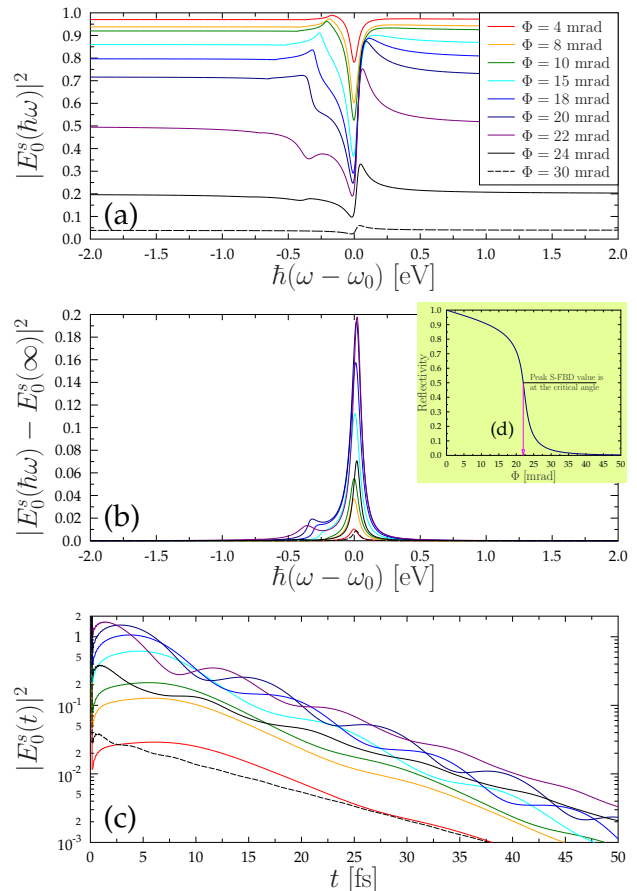 |E₀ˢ(ħω)|²
1.0
0.9
0.8
0.7
0.6
0.5
0.4
0.3
0.2
0.1
0.0
(a)
Φ = 4 mrad
Φ = 8 mrad
Φ = 10 mrad
Φ = 15 mrad
Φ = 18 mrad
Φ = 20 mrad
Φ = 22 mrad
Φ = 24 mrad
Φ = 30 mrad
-2.0 -1.5 -1.0 -0.5 0.0 0.5 1.0 1.5 2.0
ħ(ω − ω₀) [eV]
|E₀ˢ(ħω) − E₀ˢ(∞)|²
0.2
0.18
0.16
0.14
0.12
0.1
0.08
0.06
0.04
0.02
0.0
(b)
Reflectivity
1.0
0.9
0.8
0.7
0.6
0.5
0.4
0.3
0.2
0.1
0.0
Peak S-FBD value is
at the critical angle
(d)
0 5 10 15 20 25 30 35 40 45 50
Φ [mrad]
-2.0 -1.5 -1.0 -0.5 0.0 0.5 1.0 1.5 2.0
ħ(ω − ω₀) [eV]
|E₀ˢ(t)|²
2
1
5
2
10⁻¹
5
2
10⁻²
5
2
10⁻³
(c)
0 5 10 15 20 25 30 35 40 45 50
t [fs]